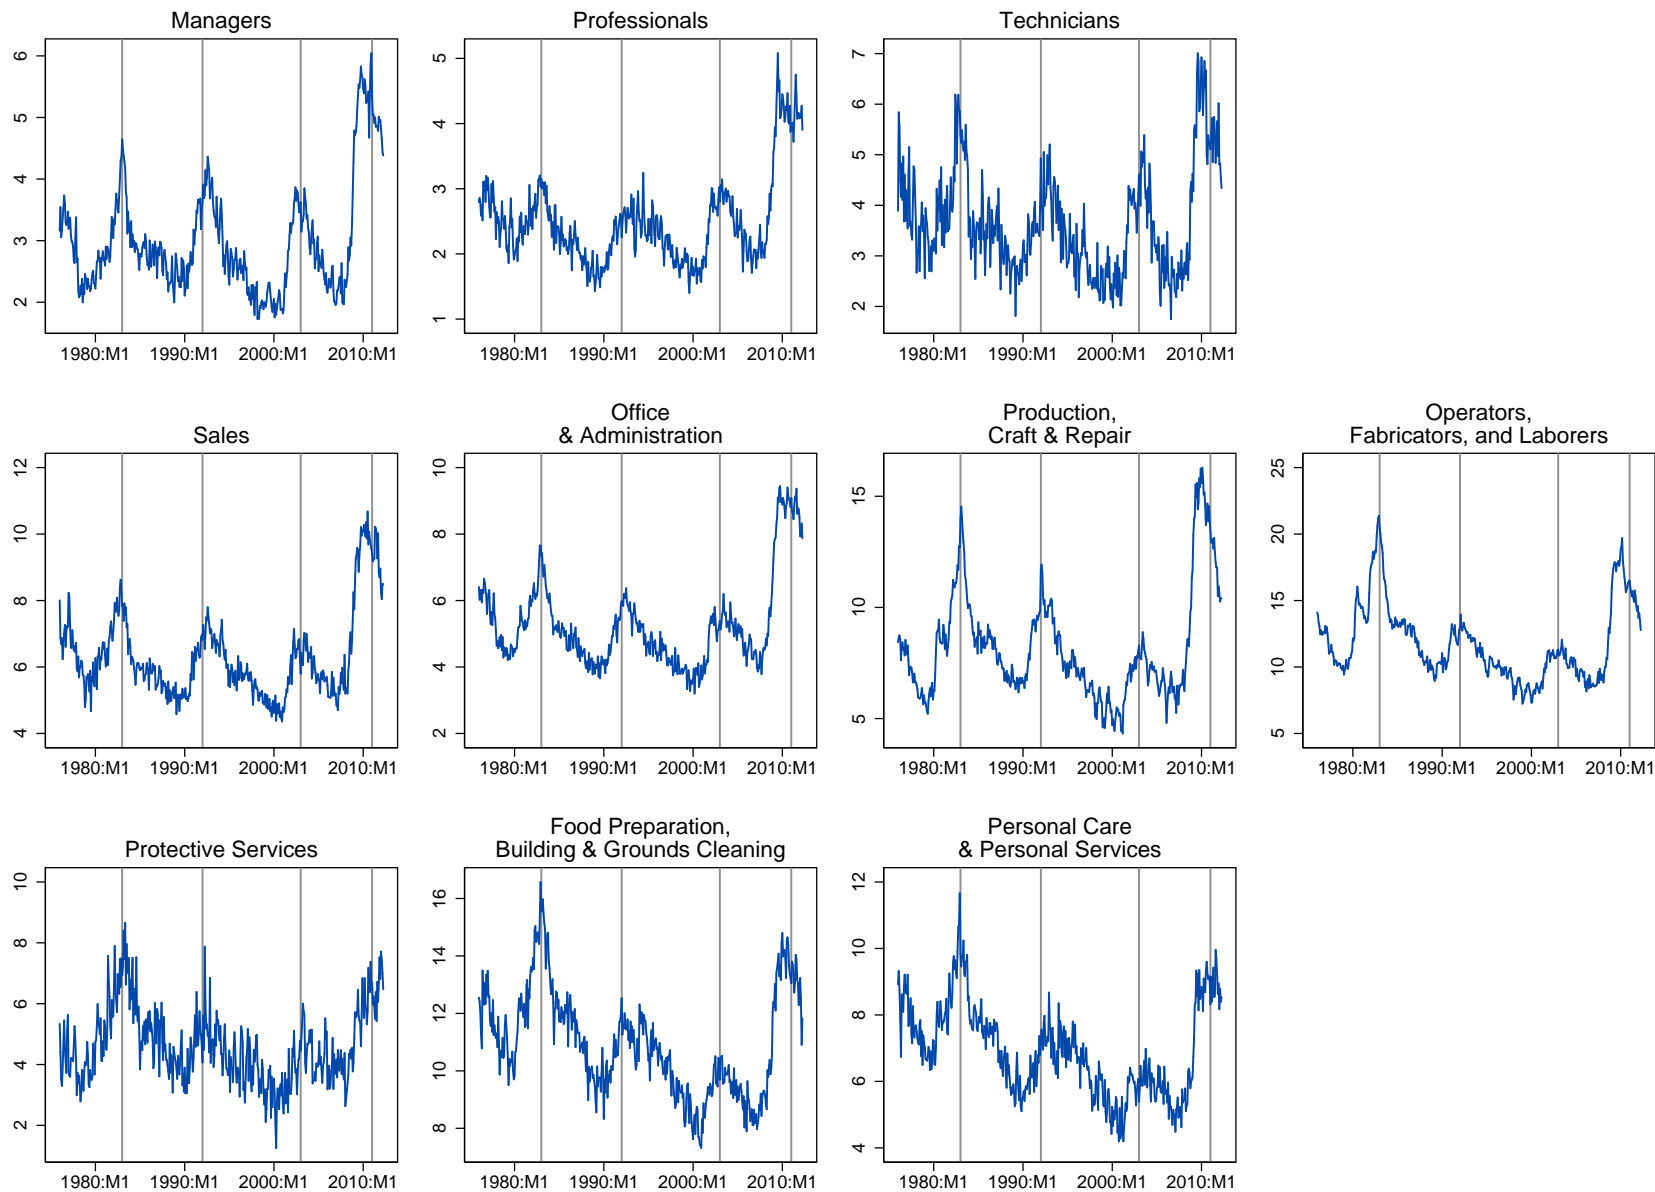 Managers
6
5
4
3
2
1980:M1 1990:M1 2000:M1 2010:M1
Professionals
5
4
3
2
1
1980:M1 1990:M1 2000:M1 2010:M1
Technicians
7
6
5
4
3
2
1980:M1 1990:M1 2000:M1 2010:M1
Sales
12
10
8
6
4
1980:M1 1990:M1 2000:M1 2010:M1
Office
& Administration
10
8
6
4
2
1980:M1 1990:M1 2000:M1 2010:M1
Production,
Craft & Repair
15
10
5
1980:M1 1990:M1 2000:M1 2010:M1
Operators,
Fabricators, and Laborers
25
20
15
10
5
1980:M1 1990:M1 2000:M1 2010:M1
Protective Services
10
8
6
4
2
1980:M1 1990:M1 2000:M1 2010:M1
Food Preparation,
Building & Grounds Cleaning
16
14
12
10
8
1980:M1 1990:M1 2000:M1 2010:M1
Personal Care
& Personal Services
12
10
8
6
4
1980:M1 1990:M1 2000:M1 2010:M1